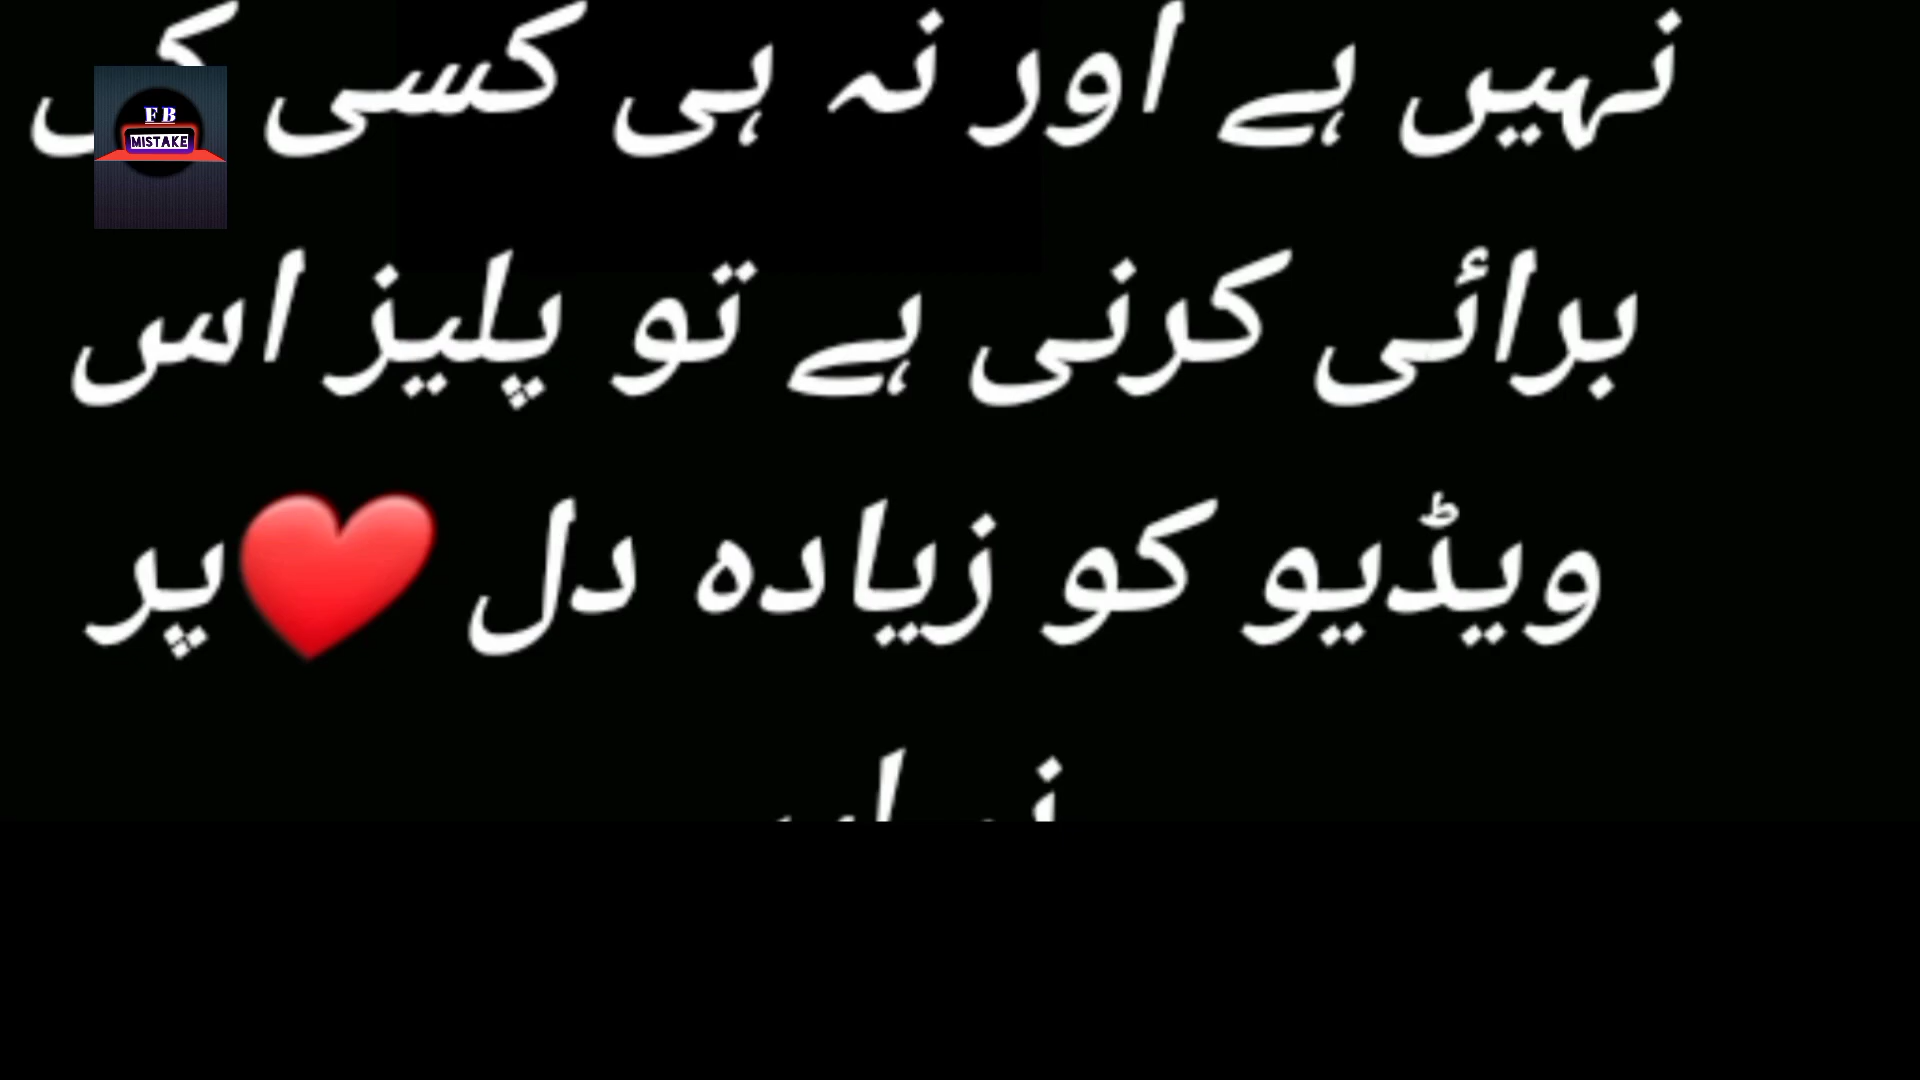 نہیں ہے اور نہ ہی کسی کی
برائی کرنی ہے تو پلیز اس
ویڈیو کو زیادہ دل ❤️پر
FB
MISTAKE